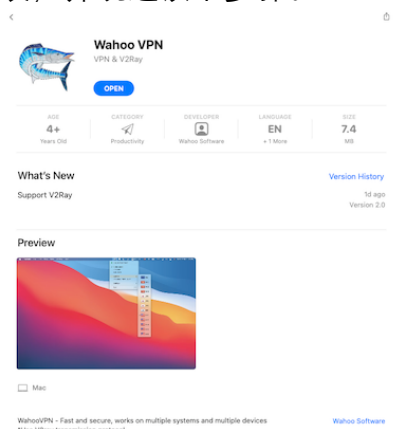 Wahoo VPN
VPN & V2Ray
OPEN
AGE
4+
Years Old
CATEGORY
Productivity
DEVELOPER
Wahoo Software
LANGUAGE
EN
+ 1 More
SIZE
7.4
MB
What's New
Version History
Support V2Ray
1d ago
Version 2.0
Preview
Mac
WahooVPN - Fast and secure, works on multiple systems and multiple devices
Wahoo Software